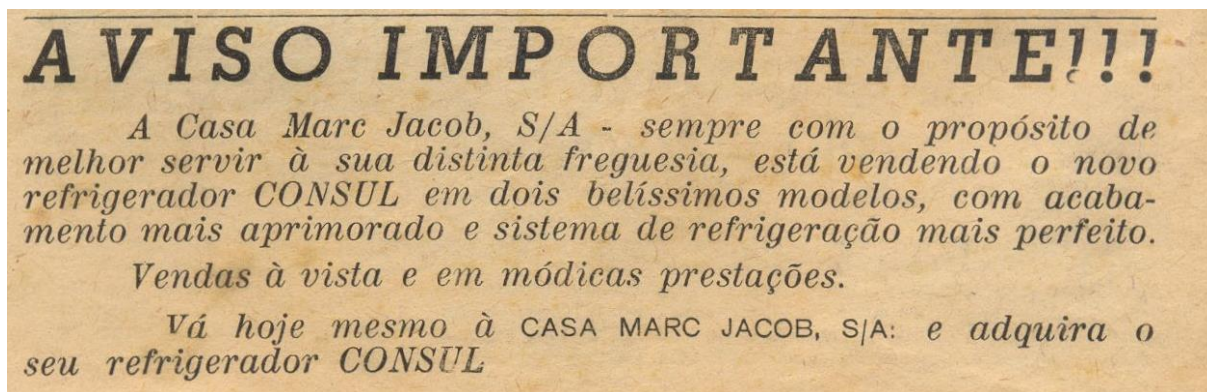 AVISO IMPORTANTE!!!
A Casa Marc Jacob, S/A - sempre com o propósito de
melhor servir à sua distinta freguesia, está vendendo o novo
refrigerador CONSUL em dois belíssimos modelos, com acaba-
mento mais aprimorado e sistema de refrigeração mais perfeito.
Vendas à vista e em módicas prestações.
Vá hoje mesmo à CASA MARC JACOB, S/A: e adquira o
seu refrigerador CONSUL